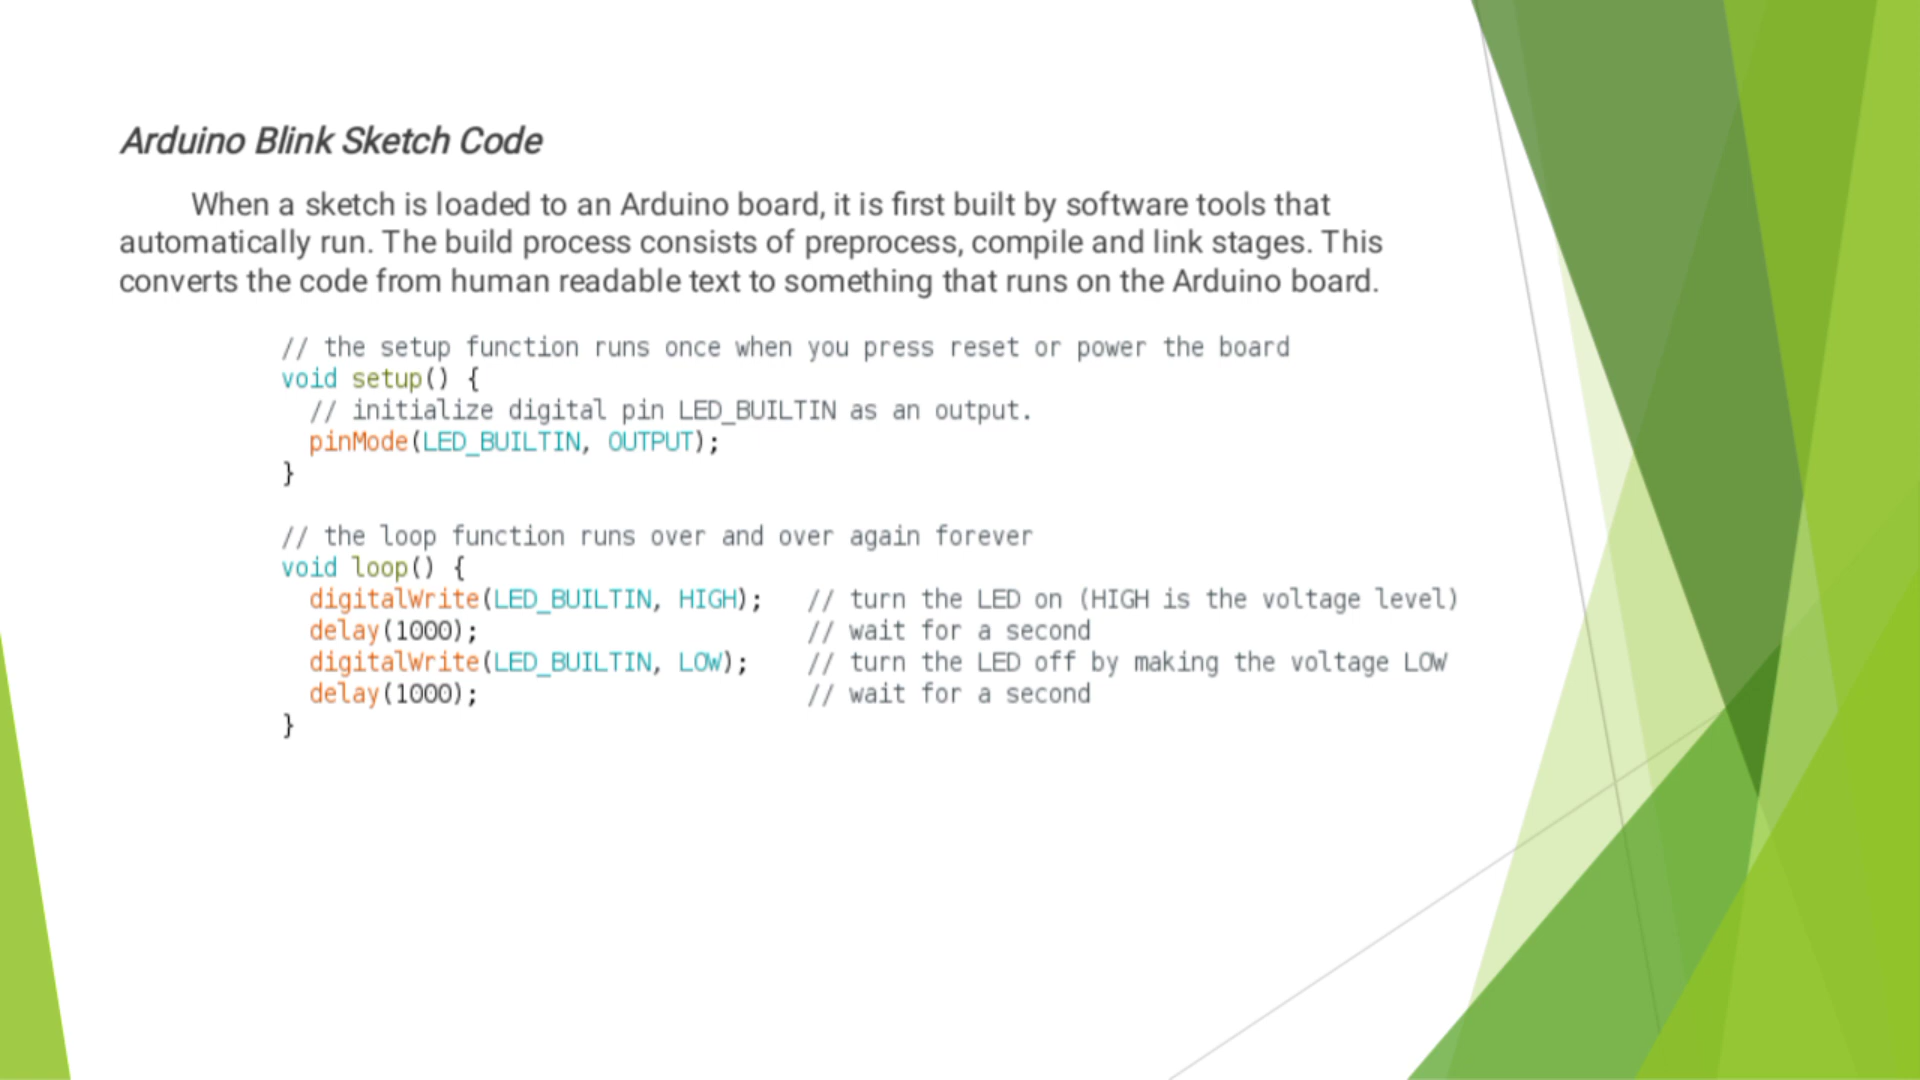 Arduino Blink Sketch Code
When a sketch is loaded to an Arduino board, it is first built by software tools that
automatically run. The build process consists of preprocess, compile and link stages. This
converts the code from human readable text to something that runs on the Arduino board.
// the setup function runs once when you press reset or power the board
void setup() {
  // initialize digital pin LED_BUILTIN as an output.
  pinMode(LED_BUILTIN, OUTPUT);
}
// the loop function runs over and over again forever
void loop() {
  digitalWrite(LED_BUILTIN, HIGH);   // turn the LED on (HIGH is the voltage level)
  delay(1000);                       // wait for a second
  digitalWrite(LED_BUILTIN, LOW);    // turn the LED off by making the voltage LOW
  delay(1000);                       // wait for a second
}